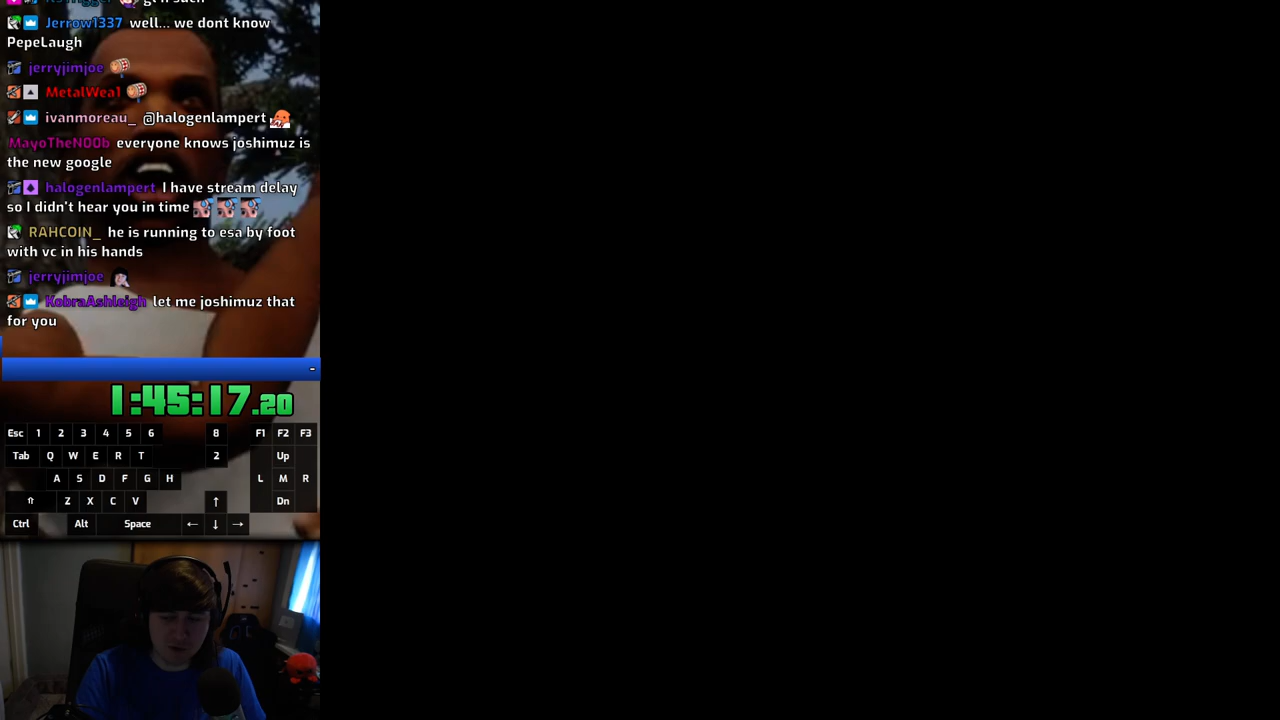 Jerrow1337 well... we dont know
PepeLaugh
jerryjimjoe
MetalWea1
ivanmoreau_ @halogenlampert
MayoTheN00b everyone knows joshimuz is
the new google
halogenlampert I have stream delay
so I didn't hear you in time
RAHCOIN_ he is running to esa by foot
with vc in his hands
jerryjimjoe
KobraAshleigh let me joshimuz that
for you
-
1:45:17.20
Esc 1 2 3 4 5 6 8 F1 F2 F3
Tab Q W E R T 2 Up
A S D F G H L M R
⇧ Z X C V ↑ Dn
Ctrl Alt Space ← ↓ →